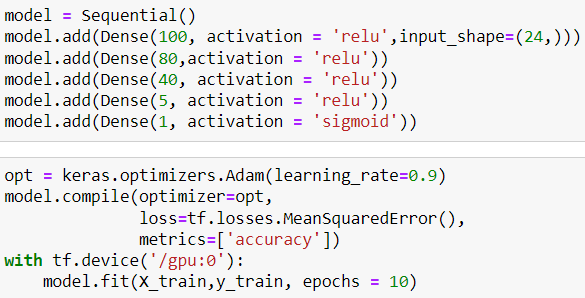 model = Sequential()
model.add(Dense(100, activation = 'relu',input_shape=(24,)))
model.add(Dense(80,activation = 'relu'))
model.add(Dense(40, activation = 'relu'))
model.add(Dense(5, activation = 'relu'))
model.add(Dense(1, activation = 'sigmoid'))
opt = keras.optimizers.Adam(learning_rate=0.9)
model.compile(optimizer=opt,
              loss=tf.losses.MeanSquaredError(),
              metrics=['accuracy'])
with tf.device('/gpu:0'):
    model.fit(X_train,y_train, epochs = 10)